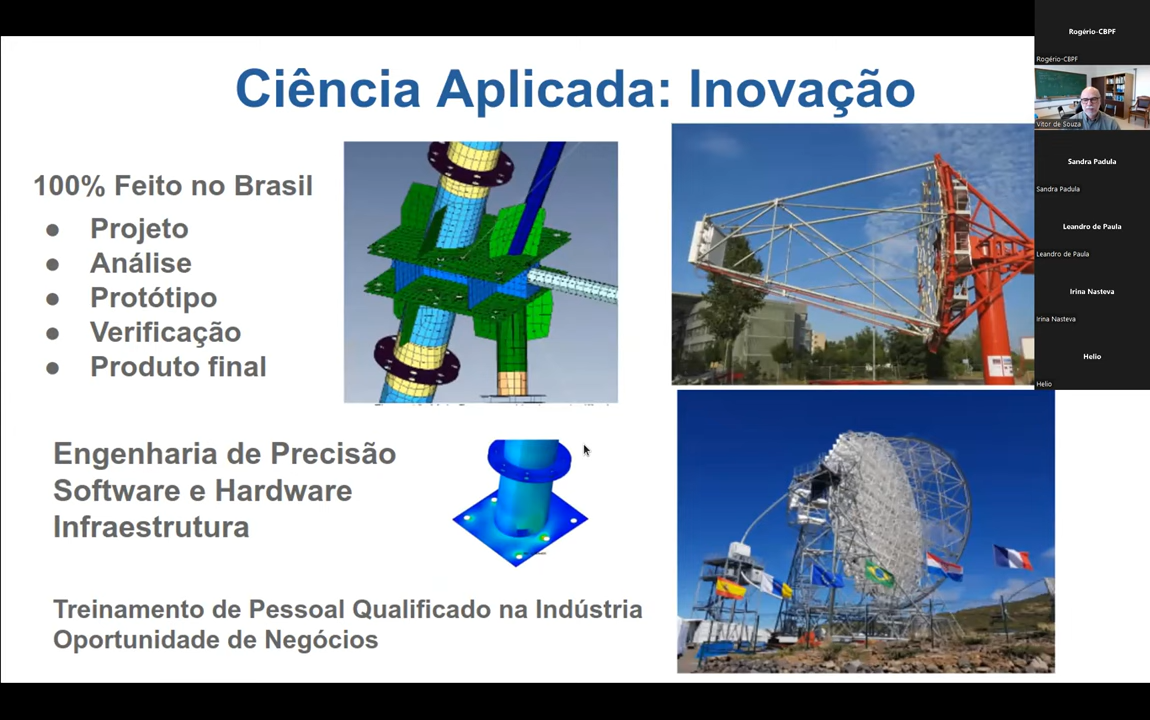 Ciência Aplicada: Inovação
100% Feito no Brasil
● Projeto
● Análise
● Protótipo
● Verificação
● Produto final
Engenharia de Precisão
Software e Hardware
Infraestrutura
Treinamento de Pessoal Qualificado na Indústria
Oportunidade de Negócios
Rogério-CBPF
Rogério-CBPF
Vitor de Souza
Sandra Padula
Sandra Padula
Leandro de Paula
Leandro de Paula
Irina Nasteva
Irina Nasteva
Helio
Helio